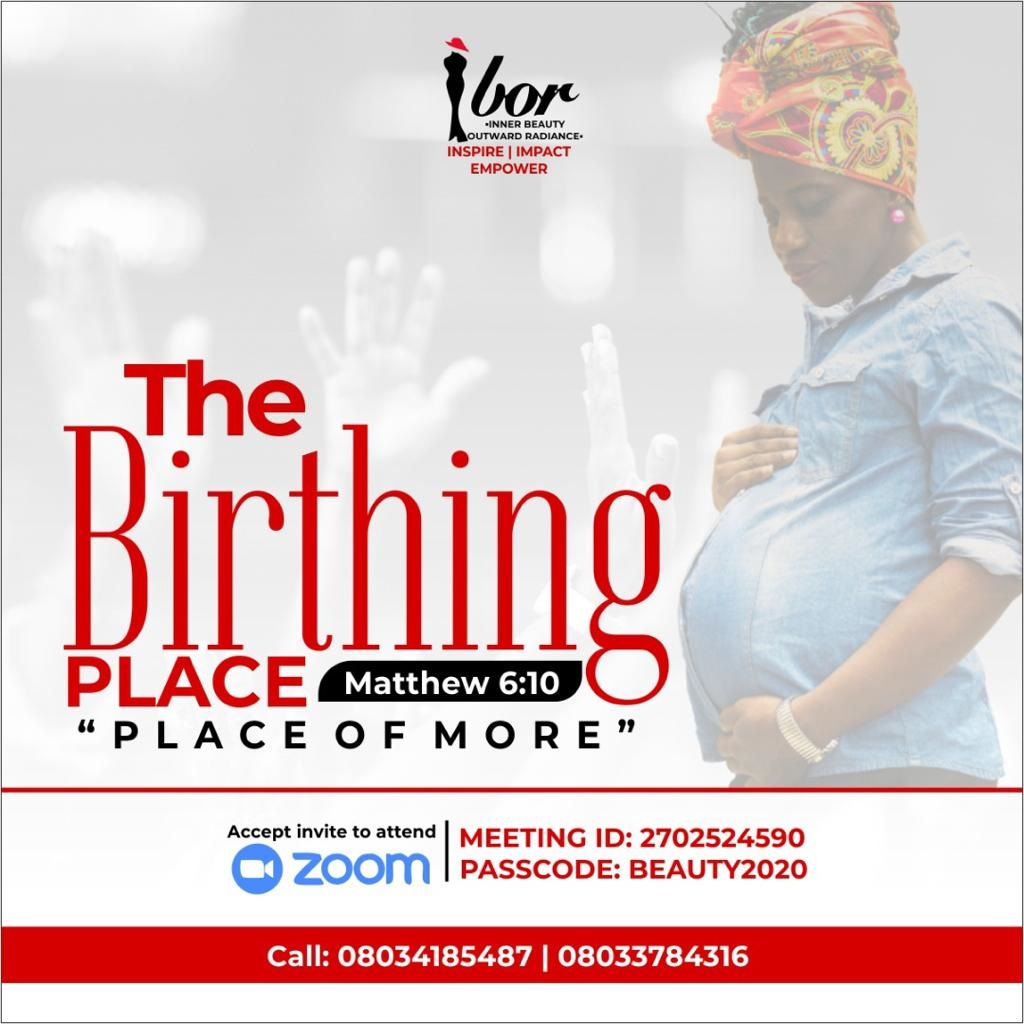 Ibor
•INNER BEAUTY
OUTWARD RADIANCE•
INSPIRE | IMPACT
EMPOWER
The
Birthing
PLACE Matthew 6:10
“PLACE OF MORE”
Accept invite to attend
zoom
MEETING ID: 2702524590
PASSCODE: BEAUTY2020
Call: 08034185487 | 08033784316